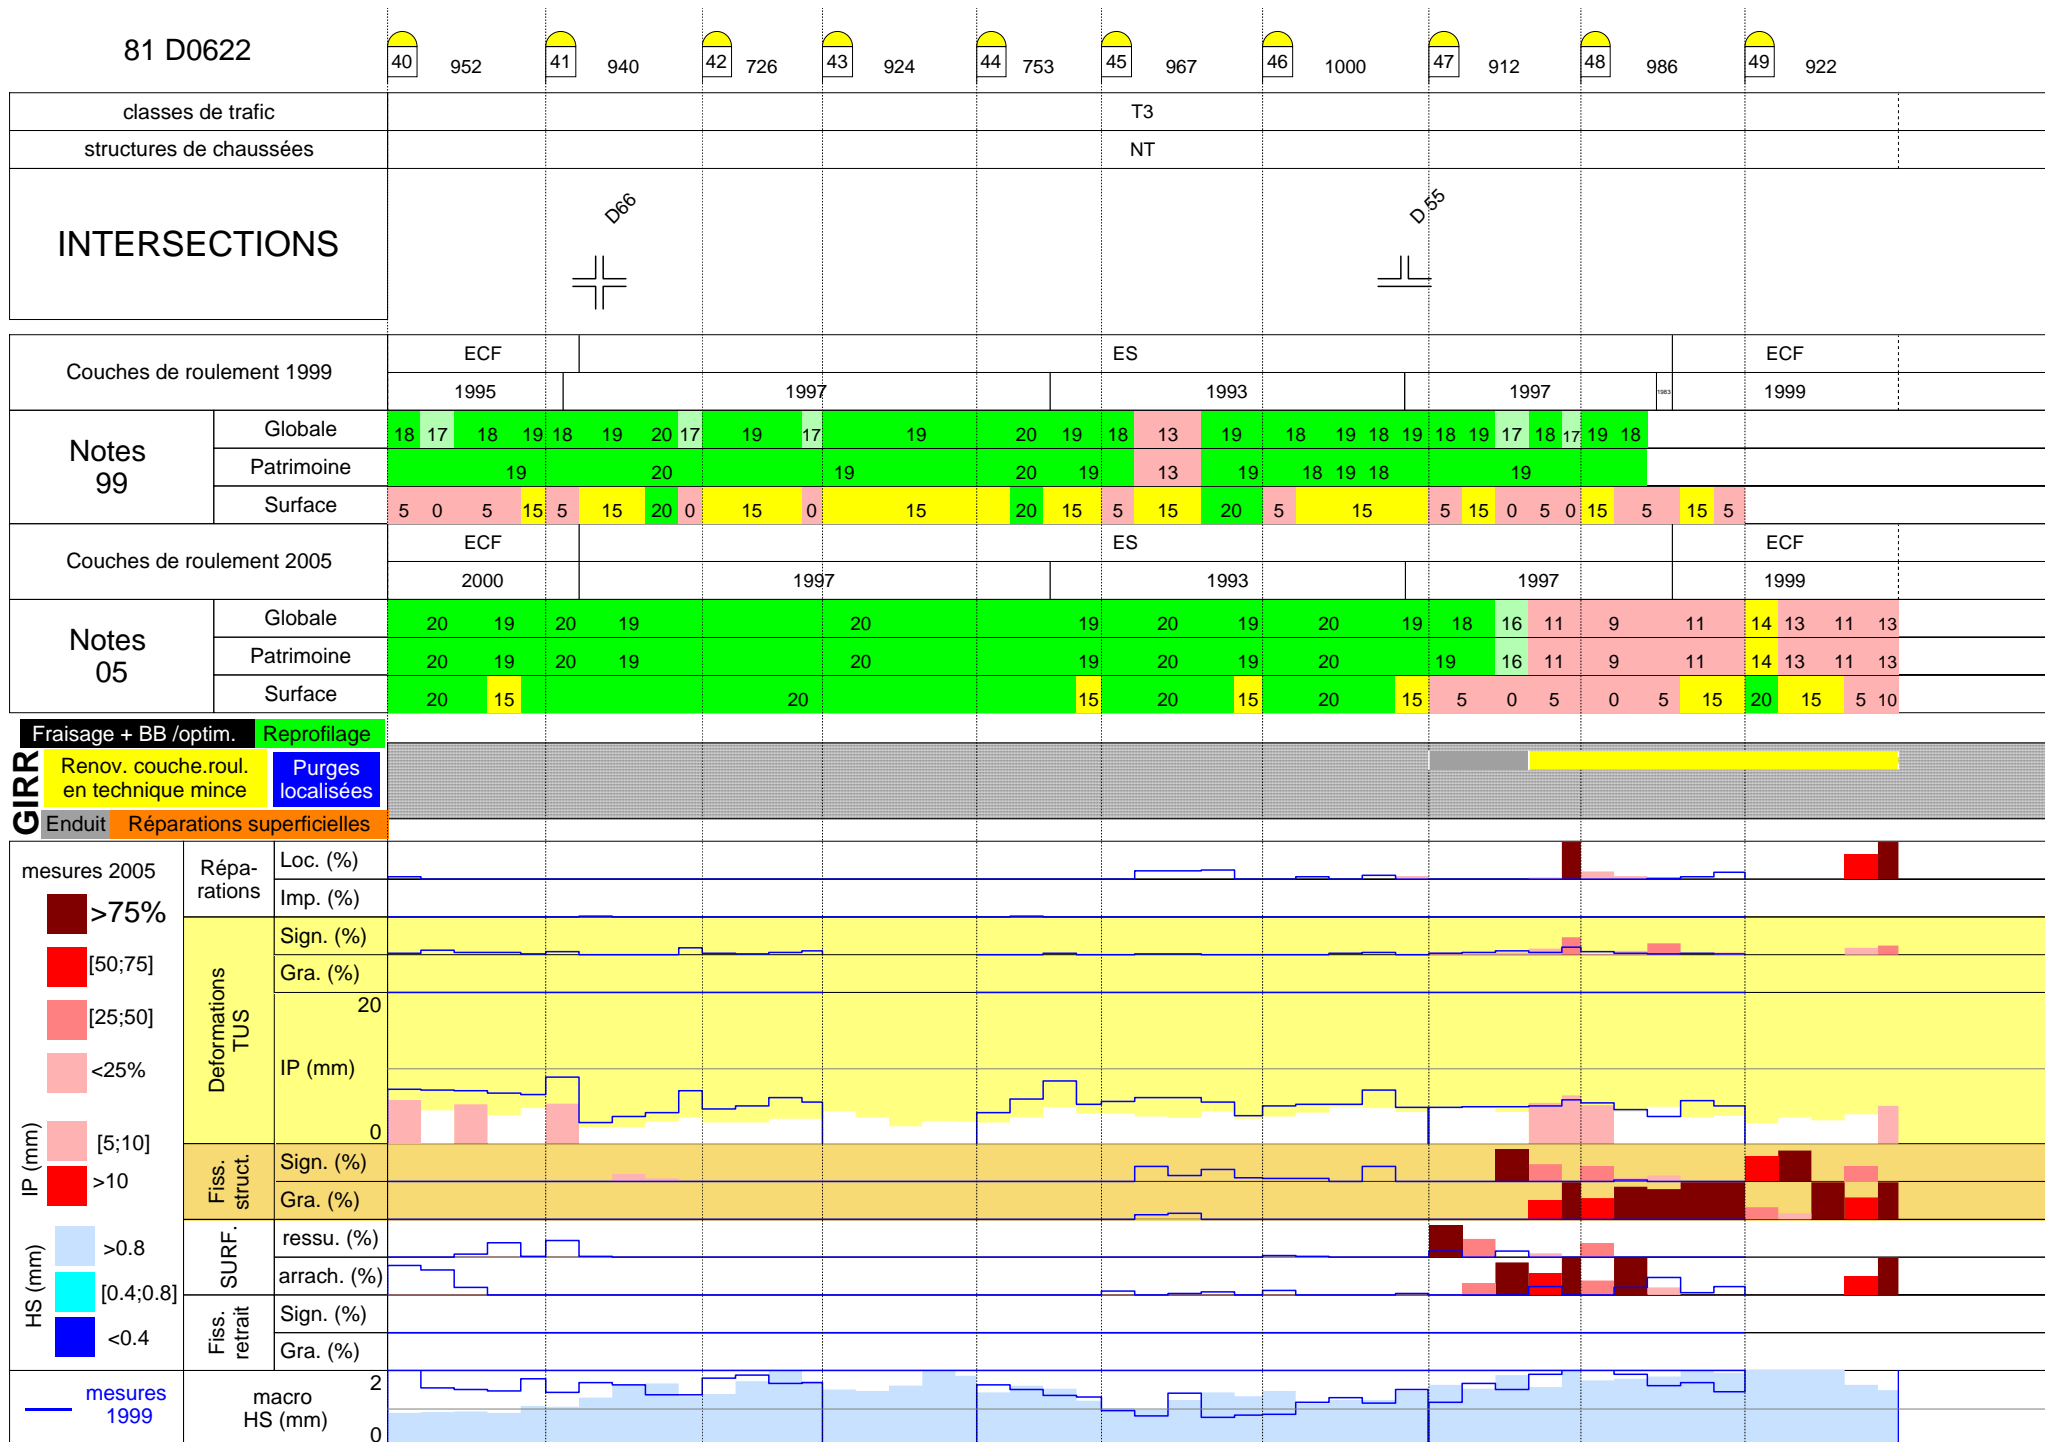 81 D0622
40 952 41 940 42 726 43 924 44 753 45 967 46 1000 47 912 48 986 49 922
classes de trafic T3
structures de chaussées NT
INTERSECTIONS D66 D 55
Couches de roulement 1999
ECF ES ECF
1995 1997 1993 1997 1983 1999
Notes 99
Globale 18 17 18 19 18 19 20 17 19 17 19 20 19 18 13 19 18 19 18 19 18 19 17 18 17 19 18
Patrimoine 19 20 19 20 19 13 19 18 19 18 19
Surface 5 0 5 15 5 15 20 0 15 0 15 20 15 5 15 20 5 15 5 15 0 5 0 15 5 15 5
Couches de roulement 2005
ECF ES ECF
2000 1997 1993 1997 1999
Notes 05
Globale 20 19 20 19 20 19 20 19 20 19 18 16 11 9 11 14 13 11 13
Patrimoine 20 19 20 19 20 19 20 19 20 19 16 11 9 11 14 13 11 13
Surface 20 15 20 15 20 15 20 15 5 0 5 0 5 15 20 15 5 10
GIRR
Fraisage + BB /optim. Reprofilage
Renov. couche.roul.
en technique mince
Purges
localisées
Enduit Réparations superficielles
mesures 2005
>75%
[50;75]
[25;50]
<25%
IP (mm)
[5;10]
>10
HS (mm)
>0.8
[0.4;0.8]
<0.4
mesures
1999
Répa-
rations
Loc. (%)
Imp. (%)
Deformations
TUS
Sign. (%)
Gra. (%)
20
IP (mm)
0
Fiss.
struct.
Sign. (%)
Gra. (%)
SURF.
ressu. (%)
arrach. (%)
Fiss.
retrait
Sign. (%)
Gra. (%)
macro
HS (mm)
2
0